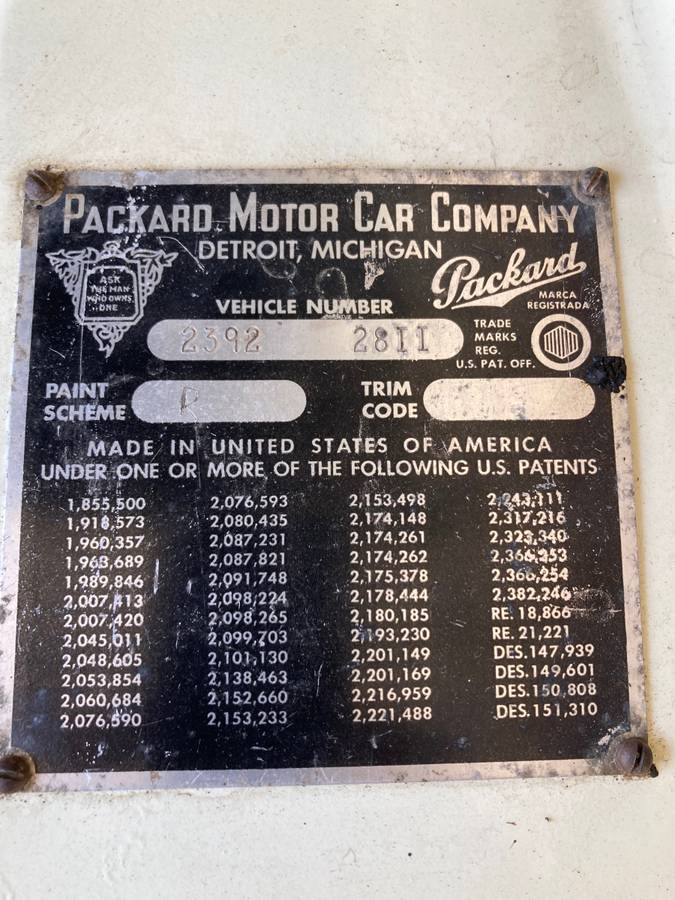 PACKARD MOTOR CAR COMPANY
DETROIT, MICHIGAN
ASK
THE MAN
WHO OWNS
ONE
Packard
MARCA
REGISTRADA
VEHICLE NUMBER
2392 2811
TRADE
MARKS
REG.
U.S. PAT. OFF.
PAINT
SCHEME
R
TRIM
CODE
MADE IN UNITED STATES OF AMERICA
UNDER ONE OR MORE OF THE FOLLOWING U.S. PATENTS
1,855,500 2,076,593 2,153,498 2,243,111
1,918,573 2,080,435 2,174,148 2,317,216
1,960,357 2,087,231 2,174,261 2,323,340
1,963,689 2,087,821 2,174,262 2,366,253
1,989,846 2,091,748 2,175,378 2,366,254
2,007,413 2,098,224 2,178,444 2,382,246
2,007,420 2,098,265 2,180,185 RE. 18,866
2,045,011 2,099,703 2,193,230 RE. 21,221
2,048,605 2,101,130 2,201,149 DES. 147,939
2,053,854 2,138,463 2,201,169 DES. 149,601
2,060,684 2,152,660 2,216,959 DES. 150,808
2,076,590 2,153,233 2,221,488 DES. 151,310